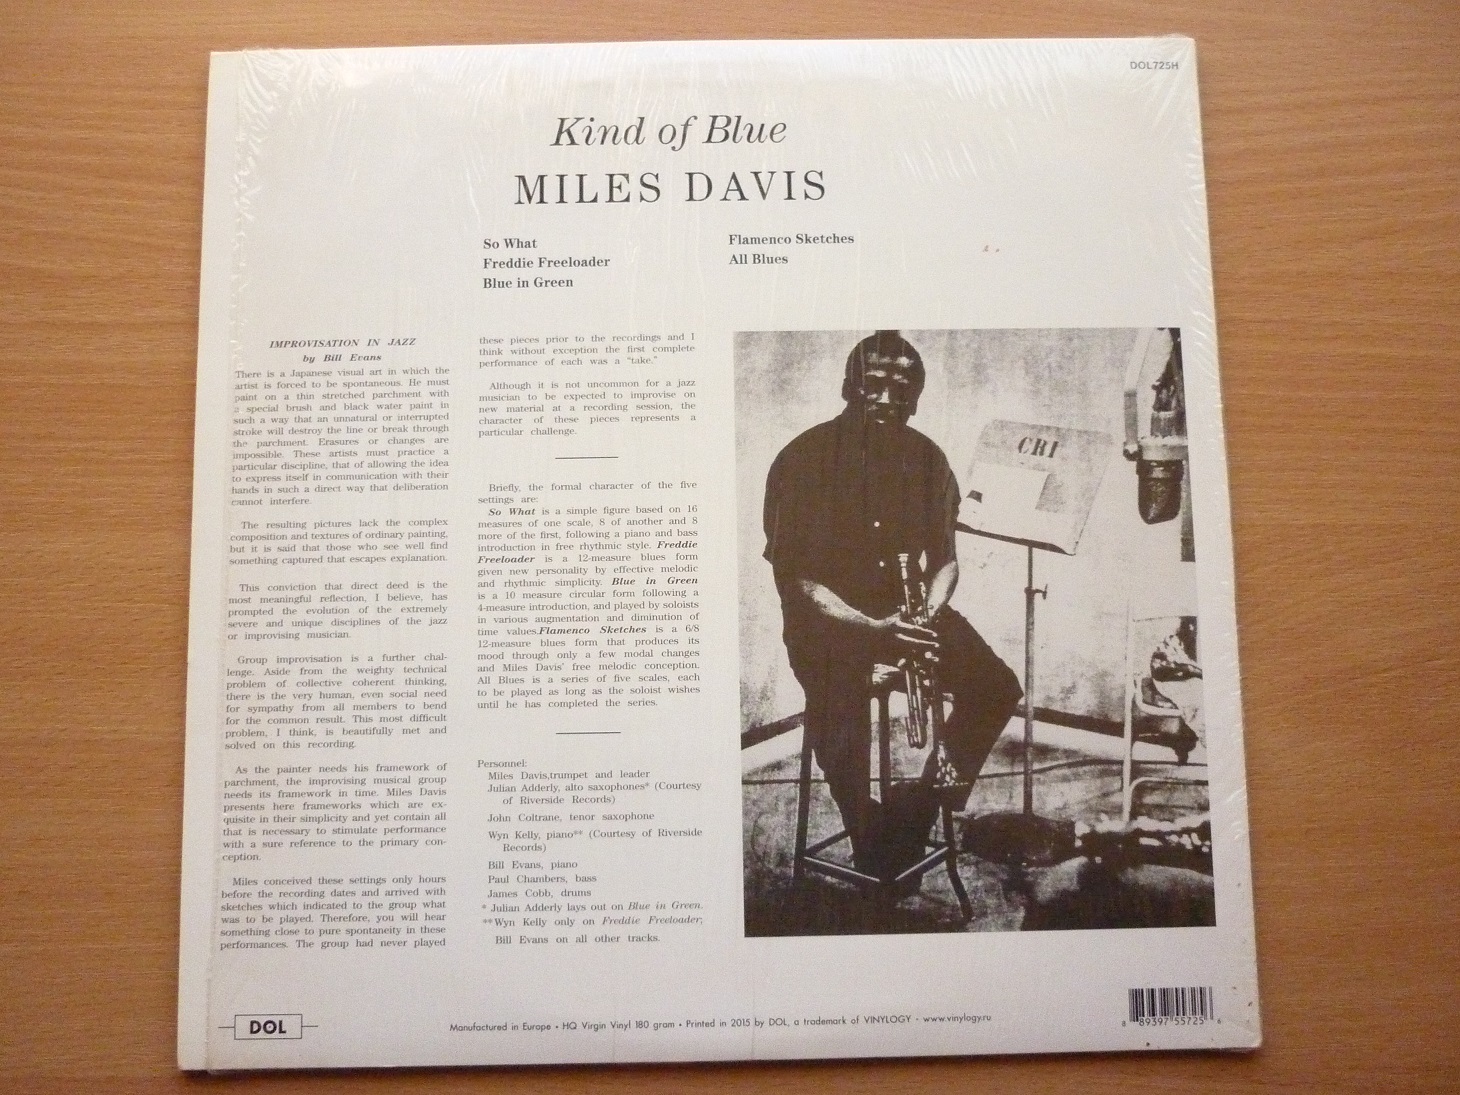 DOL725H
Kind of Blue
MILES DAVIS
So What
Freddie Freeloader
Blue in Green
Flamenco Sketches
All Blues
IMPROVISATION IN JAZZ
by Bill Evans
There is a Japanese visual art in which the
artist is forced to be spontaneous. He must
paint on a thin stretched parchment with
a special brush and black water paint in
such a way that an unnatural or interrupted
stroke will destroy the line or break through
the parchment. Erasures or changes are
impossible. These artists must practice a
particular discipline, that of allowing the idea
to express itself in communication with their
hands in such a direct way that deliberation
cannot interfere.
The resulting pictures lack the complex
composition and textures of ordinary painting,
but it is said that those who see well find
something captured that escapes explanation.
This conviction that direct deed is the
most meaningful reflection, I believe, has
prompted the evolution of the extremely
severe and unique disciplines of the jazz
or improvising musician.
Group improvisation is a further chal-
lenge. Aside from the weighty technical
problem of collective coherent thinking,
there is the very human, even social need
for sympathy from all members to bend
for the common result. This most difficult
problem, I think, is beautifully met and
solved on this recording.
As the painter needs his framework of
parchment, the improvising musical group
needs its framework in time. Miles Davis
presents here frameworks which are ex-
quisite in their simplicity and yet contain all
that is necessary to stimulate performance
with a sure reference to the primary con-
ception.
Miles conceived these settings only hours
before the recording dates and arrived with
sketches which indicated to the group what
was to be played. Therefore, you will hear
something close to pure spontaneity in these
performances. The group had never played
these pieces prior to the recordings and I
think without exception the first complete
performance of each was a "take."
Although it is not uncommon for a jazz
musician to be expected to improvise on
new material at a recording session, the
character of these pieces represents a
particular challenge.
Briefly, the formal character of the five
settings are:
So What is a simple figure based on 16
measures of one scale, 8 of another and 8
more of the first, following a piano and bass
introduction in free rhythmic style. Freddie
Freeloader is a 12-measure blues form
given new personality by effective melodic
and rhythmic simplicity. Blue in Green
is a 10 measure circular form following a
4-measure introduction, and played by soloists
in various augmentation and diminution of
time values.Flamenco Sketches is a 6/8
12-measure blues form that produces its
mood through only a few modal changes
and Miles Davis' free melodic conception.
All Blues is a series of five scales, each
to be played as long as the soloist wishes
until he has completed the series.
Personnel:
Miles Davis,trumpet and leader
Julian Adderly, alto saxophones* (Courtesy
of Riverside Records)
John Coltrane, tenor saxophone
Wyn Kelly, piano** (Courtesy of Riverside
Records)
Bill Evans, piano
Paul Chambers, bass
James Cobb, drums
* Julian Adderly lays out on Blue in Green.
**Wyn Kelly only on Freddie Freeloader;
Bill Evans on all other tracks.
CRI
DOL
Manufactured in Europe • HQ Virgin Vinyl 180 gram • Printed in 2015 by DOL, a trademark of VINYLOGY - www.vinylogy.ru
8 89397 55725 6